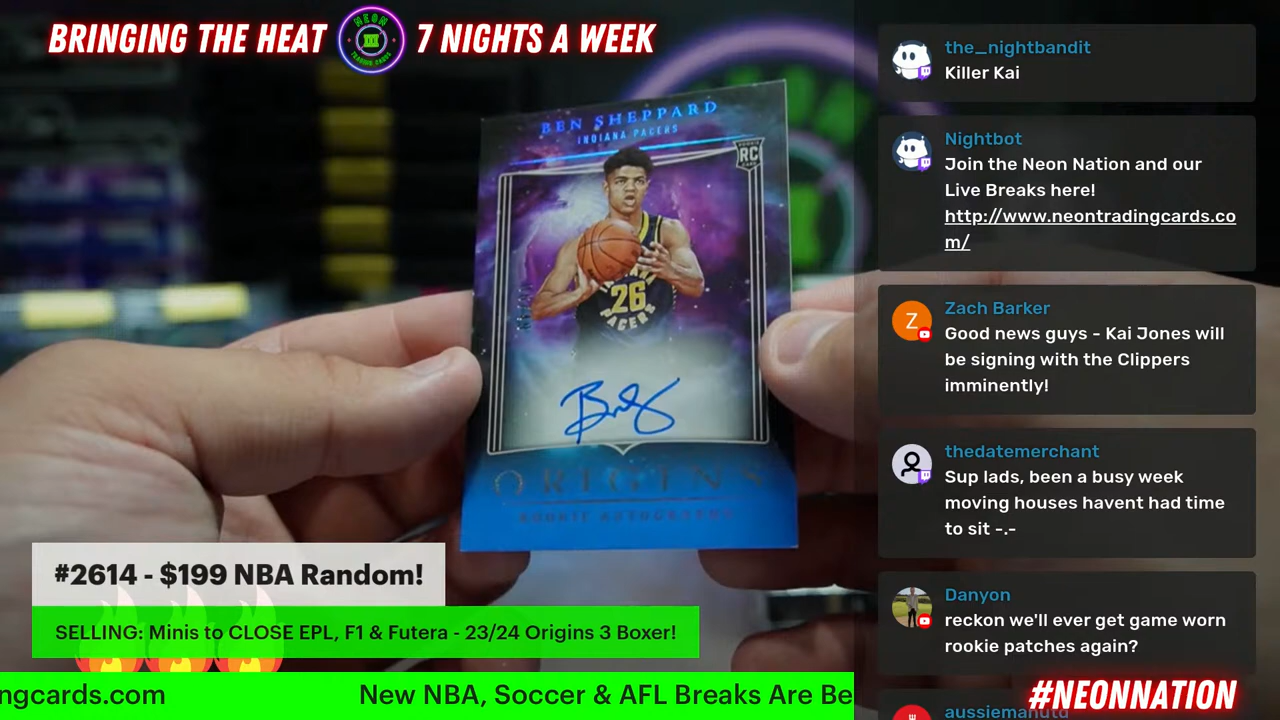 BRINGING THE HEAT
NEON
TRADING CARDS
7 NIGHTS A WEEK
BEN SHEPPARD
INDIANA PACERS
RC
26
PACERS
ORIGINS
ROOKIE AUTOGRAPHS
#2614 - $199 NBA Random!
SELLING: Minis to CLOSE EPL, F1 & Futera - 23/24 Origins 3 Boxer!
ngcards.com
New NBA, Soccer & AFL Breaks Are Be
the_nightbandit
Killer Kai
Nightbot
Join the Neon Nation and our
Live Breaks here!
http://www.neontradingcards.co
m/
Zach Barker
Z
Good news guys - Kai Jones will
be signing with the Clippers
imminently!
thedatemerchant
Sup lads, been a busy week
moving houses havent had time
to sit -.-
Danyon
reckon we'll ever get game worn
rookie patches again?
aussiemanutd
#NEONNATION